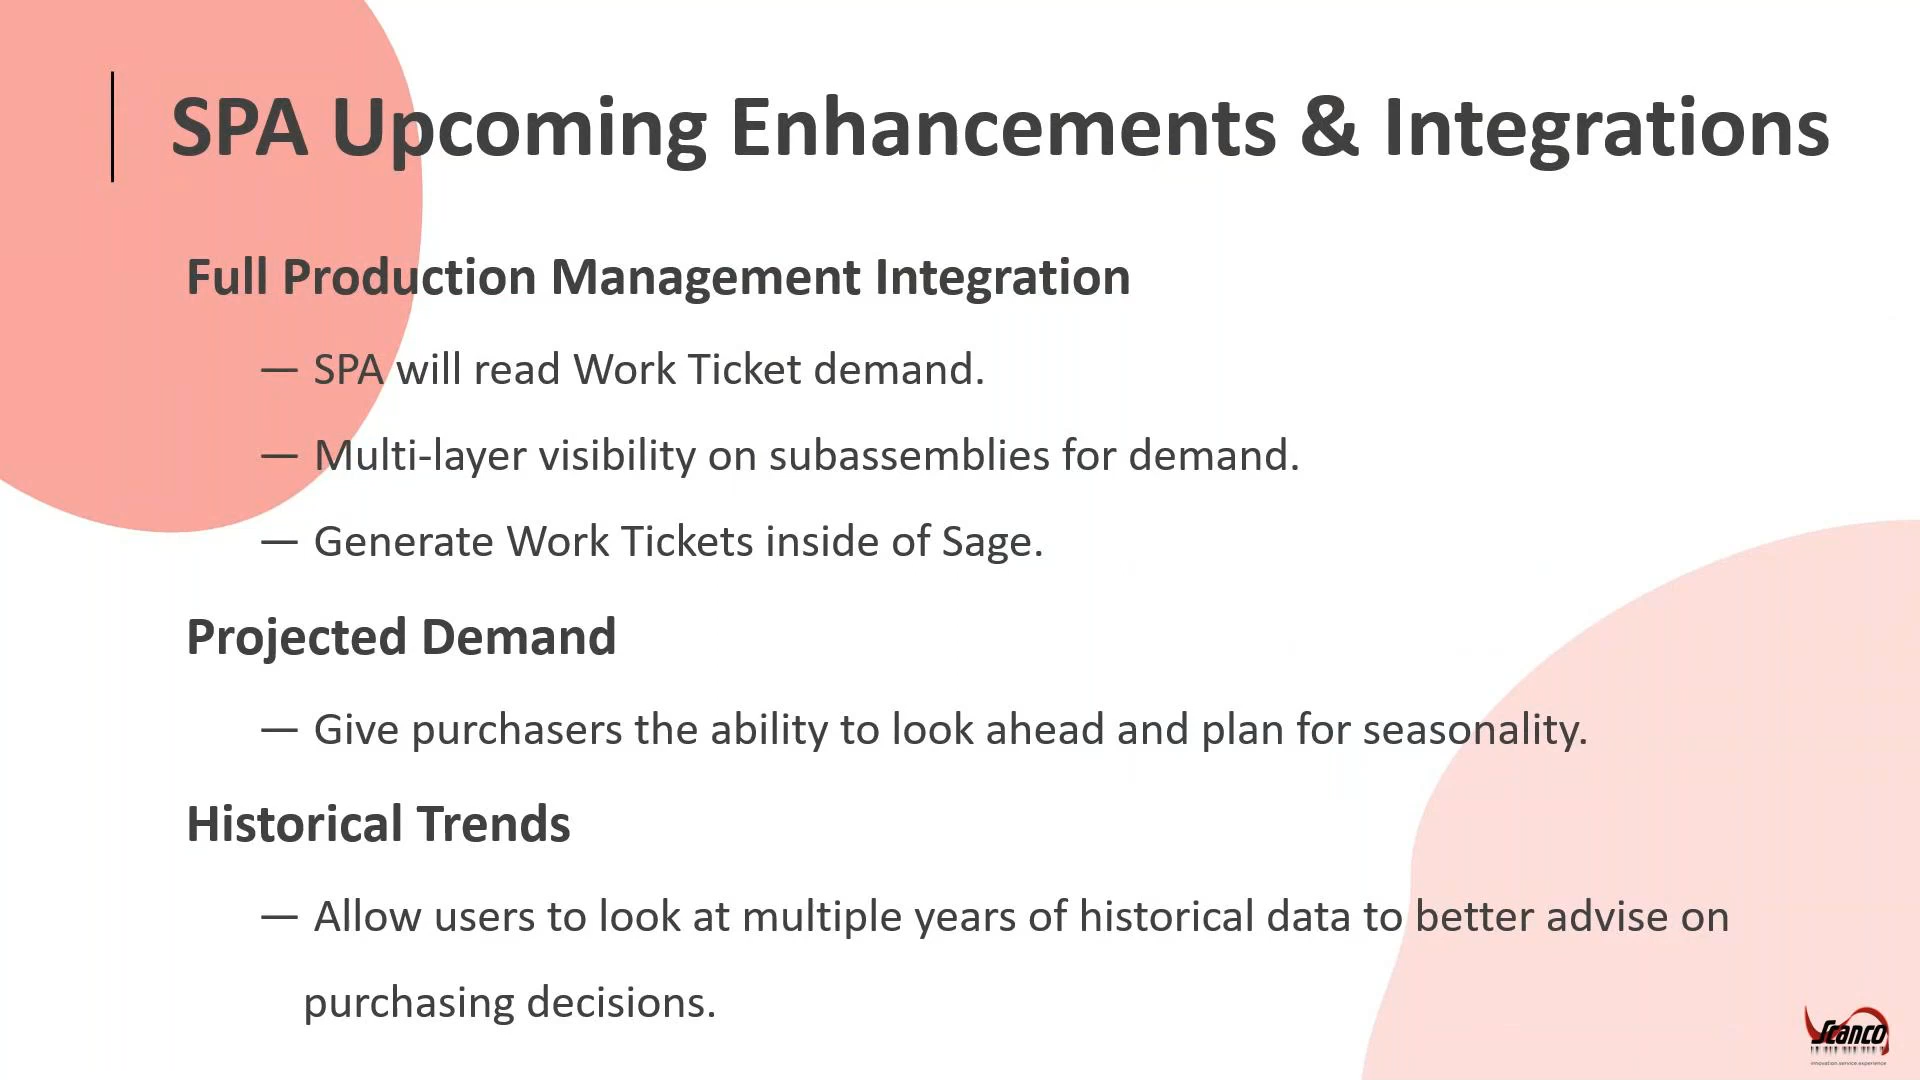 SPA Upcoming Enhancements & Integrations
Full Production Management Integration
— SPA will read Work Ticket demand.
— Multi-layer visibility on subassemblies for demand.
— Generate Work Tickets inside of Sage.
Projected Demand
— Give purchasers the ability to look ahead and plan for seasonality.
Historical Trends
— Allow users to look at multiple years of historical data to better advise on
purchasing decisions.
Scanco
innovation.service.experience